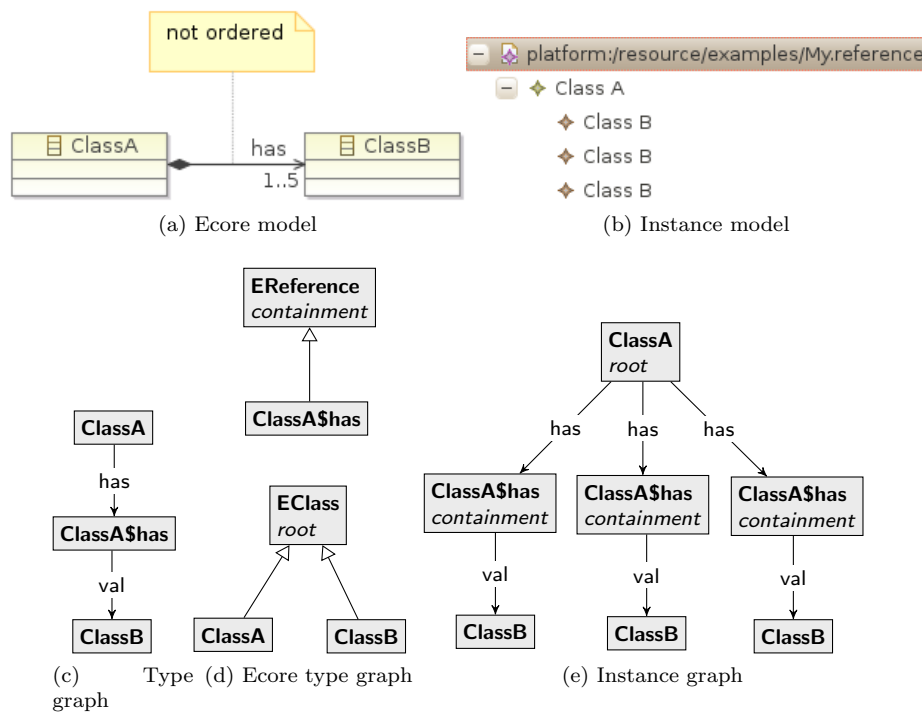 not ordered
ClassA
has
1..5
ClassB
(a) Ecore model
platform:/resource/examples/My.reference
Class A
Class B
Class B
Class B
(b) Instance model
ClassA
has
ClassA$has
val
ClassB
(c) Type
graph
EReference
containment
ClassA$has
EClass
root
ClassA
ClassB
(d) Ecore type graph
ClassA
root
has
has
has
ClassA$has
containment
ClassA$has
containment
ClassA$has
containment
val
val
val
ClassB
ClassB
ClassB
(e) Instance graph